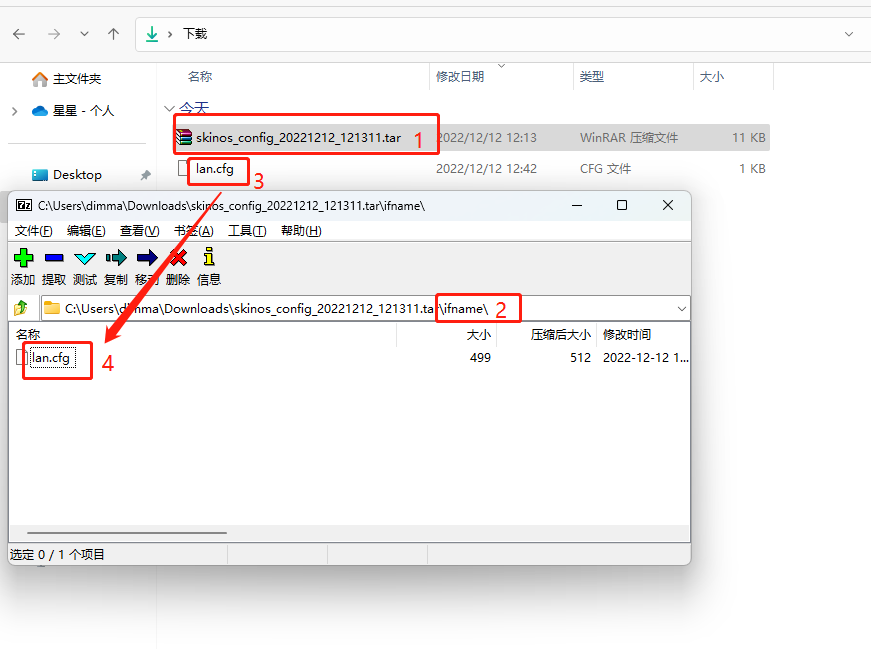 下载
主文件夹
名称
修改日期
类型
大小
星星 - 个人
今天
skinos_config_20221212_121311.tar
1
2022/12/12 12:13
WinRAR 压缩文件
11 KB
lan.cfg
3
2022/12/12 12:42
CFG 文件
1 KB
Desktop
C:\Users\dimma\Downloads\skinos_config_20221212_121311.tar\ifname\
文件(F) 编辑(E) 查看(V) 书签(A) 工具(T) 帮助(H)
添加 提取 测试 复制 移动 删除 信息
C:\Users\dimma\Downloads\skinos_config_20221212_121311.tar\ifname\
2
名称
大小
压缩后大小
修改时间
lan.cfg
4
499
512
2022-12-12 1...
选定 0 / 1 个项目